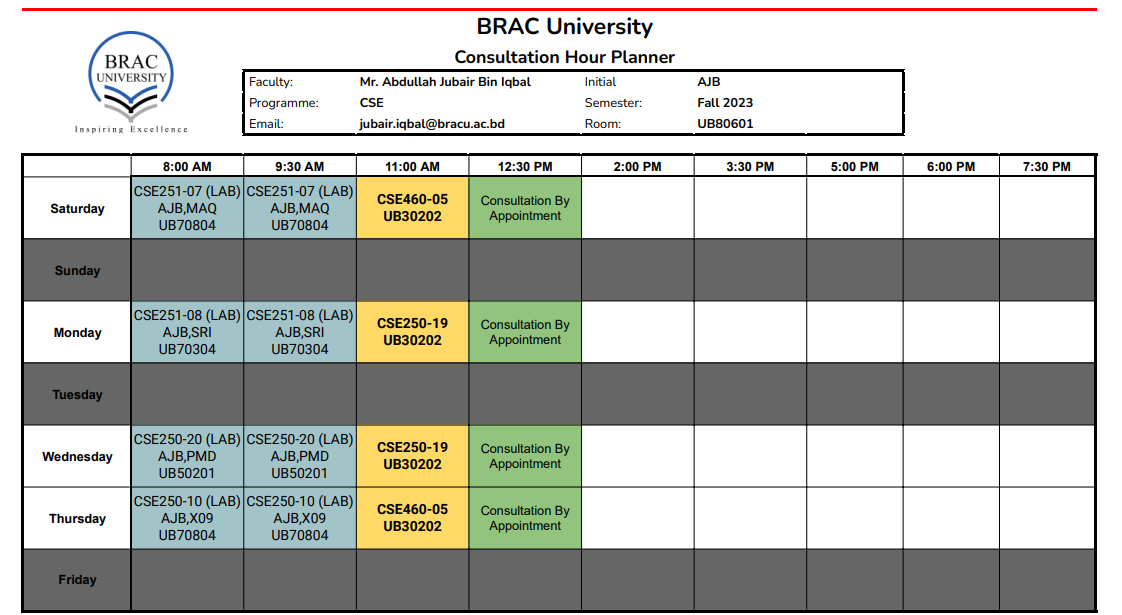 BRAC University
Consultation Hour Planner
BRAC
UNIVERSITY
Inspiring Excellence
Faculty: Mr. Abdullah Jubair Bin Iqbal Initial AJB
Programme: CSE Semester: Fall 2023
Email: jubair.iqbal@bracu.ac.bd Room: UB80601
8:00 AM 9:30 AM 11:00 AM 12:30 PM 2:00 PM 3:30 PM 5:00 PM 6:00 PM 7:30 PM
Saturday
CSE251-07 (LAB)
AJB,MAQ
UB70804
CSE251-07 (LAB)
AJB,MAQ
UB70804
CSE460-05
UB30202
Consultation By
Appointment
Sunday
Monday
CSE251-08 (LAB)
AJB,SRI
UB70304
CSE251-08 (LAB)
AJB,SRI
UB70304
CSE250-19
UB30202
Consultation By
Appointment
Tuesday
Wednesday
CSE250-20 (LAB)
AJB,PMD
UB50201
CSE250-20 (LAB)
AJB,PMD
UB50201
CSE250-19
UB30202
Consultation By
Appointment
Thursday
CSE250-10 (LAB)
AJB,X09
UB70804
CSE250-10 (LAB)
AJB,X09
UB70804
CSE460-05
UB30202
Consultation By
Appointment
Friday